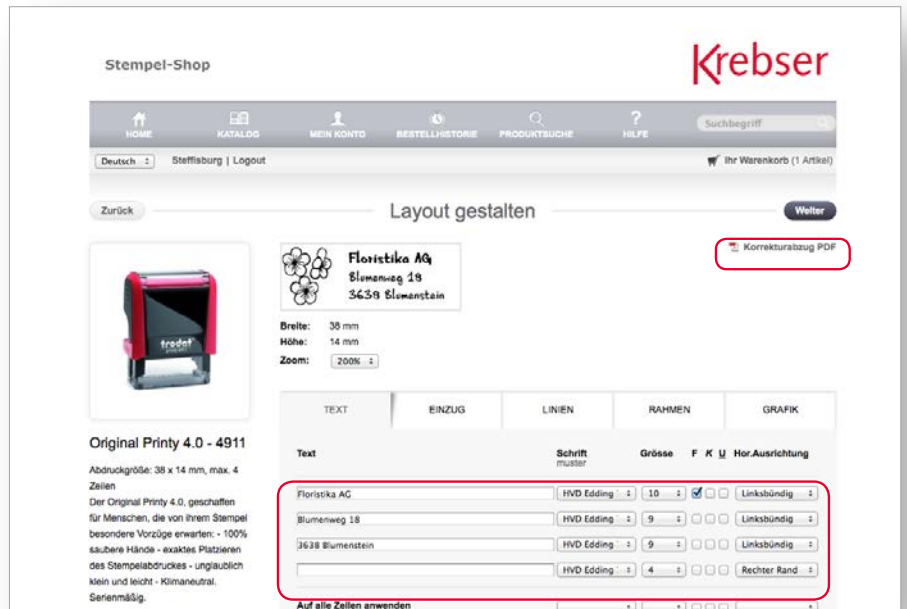 Stempel-Shop
Krebser
HOME KATALOG MEIN KONTO BESTELLHISTORIE PRODUKTSUCHE HILFE Suchbegriff
Deutsch Steffisburg | Logout Ihr Warenkorb (1 Artikel)
Zurück Layout gestalten Weiter
Korrekturabzug PDF
Floristika AG
Blumenweg 18
3638 Blumenstein
Breite: 38 mm
Höhe: 14 mm
Zoom: 200%
trodat
TEXT EINZUG LINIEN RAHMEN GRAFIK
Original Printy 4.0 - 4911
Abdruckgröße: 38 x 14 mm, max. 4
Zeilen
Der Original Printy 4.0, geschaffen
für Menschen, die von ihrem Stempel
besondere Vorzüge erwarten: - 100%
saubere Hände - exaktes Platzieren
des Stempelabdruckes - unglaublich
klein und leicht - Klimaneutral.
Serienmäßig.
Text Schrift Grösse F K U Hor.Ausrichtung
muster
Floristika AG HVD Edding 10 Linksbündig
Blumenweg 18 HVD Edding 9 Linksbündig
3638 Blumenstein HVD Edding 9 Linksbündig
HVD Edding 4 Rechter Rand
Auf alle Zeilen anwenden